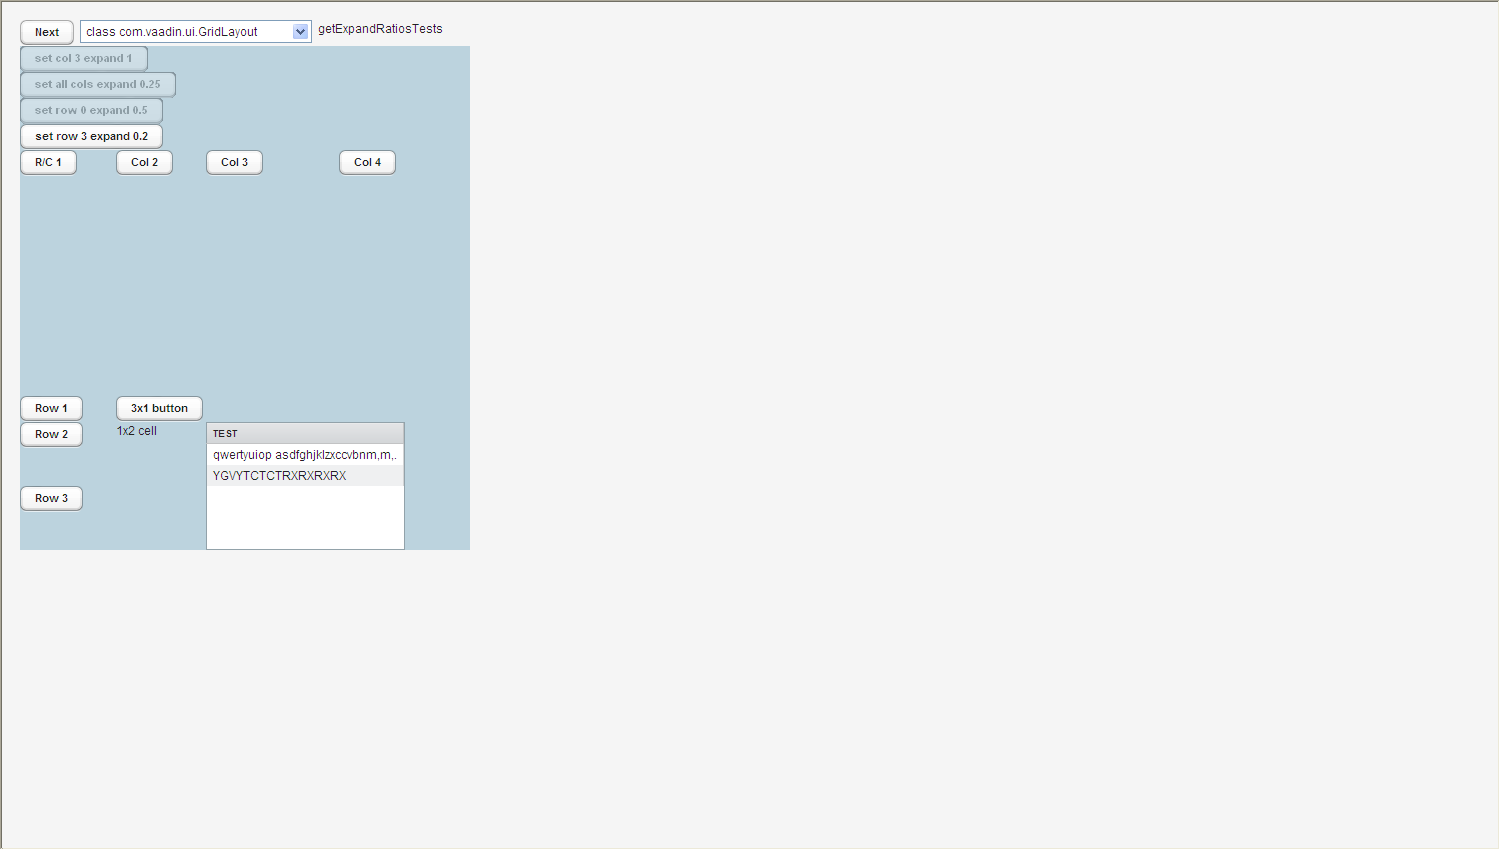 Next class com.vaadin.ui.GridLayout getExpandRatiosTests
set col 3 expand 1
set all cols expand 0.25
set row 0 expand 0.5
set row 3 expand 0.2
R/C 1 Col 2 Col 3 Col 4
Row 1 3x1 button
Row 2 1x2 cell TEST
qwertyuiop asdfghjklzxccvbnm,m,.
YGVYTCTCTRXRXRXRX
Row 3